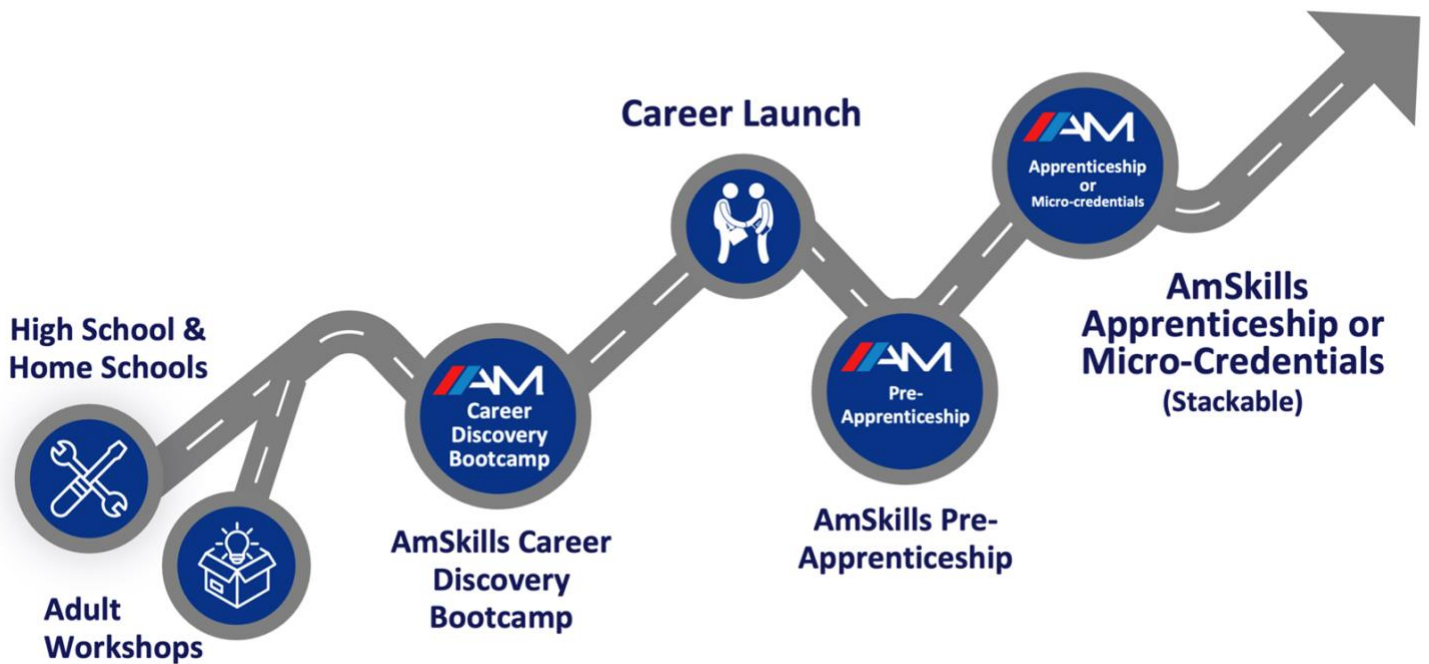 High School &
Home Schools
Adult
Workshops
AM
Career
Discovery
Bootcamp
AmSkills Career
Discovery
Bootcamp
Career Launch
AM
Pre-
Apprenticeship
AmSkills Pre-
Apprenticeship
AM
Apprenticeship
or
Micro-credentials
AmSkills
Apprenticeship or
Micro-Credentials
(Stackable)